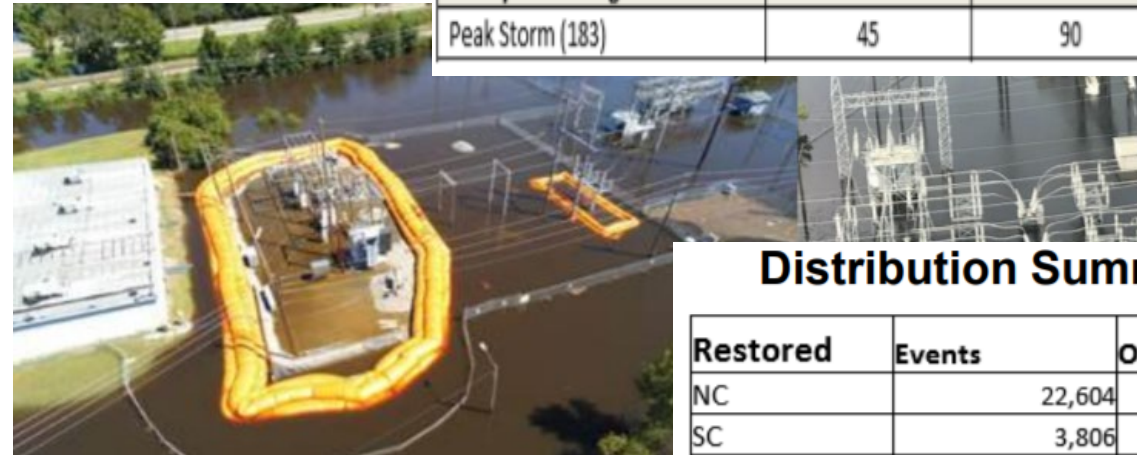 Peak Storm (183) 45 90
Distribution Sum
Restored Events O
NC 22,604
SC 3,806